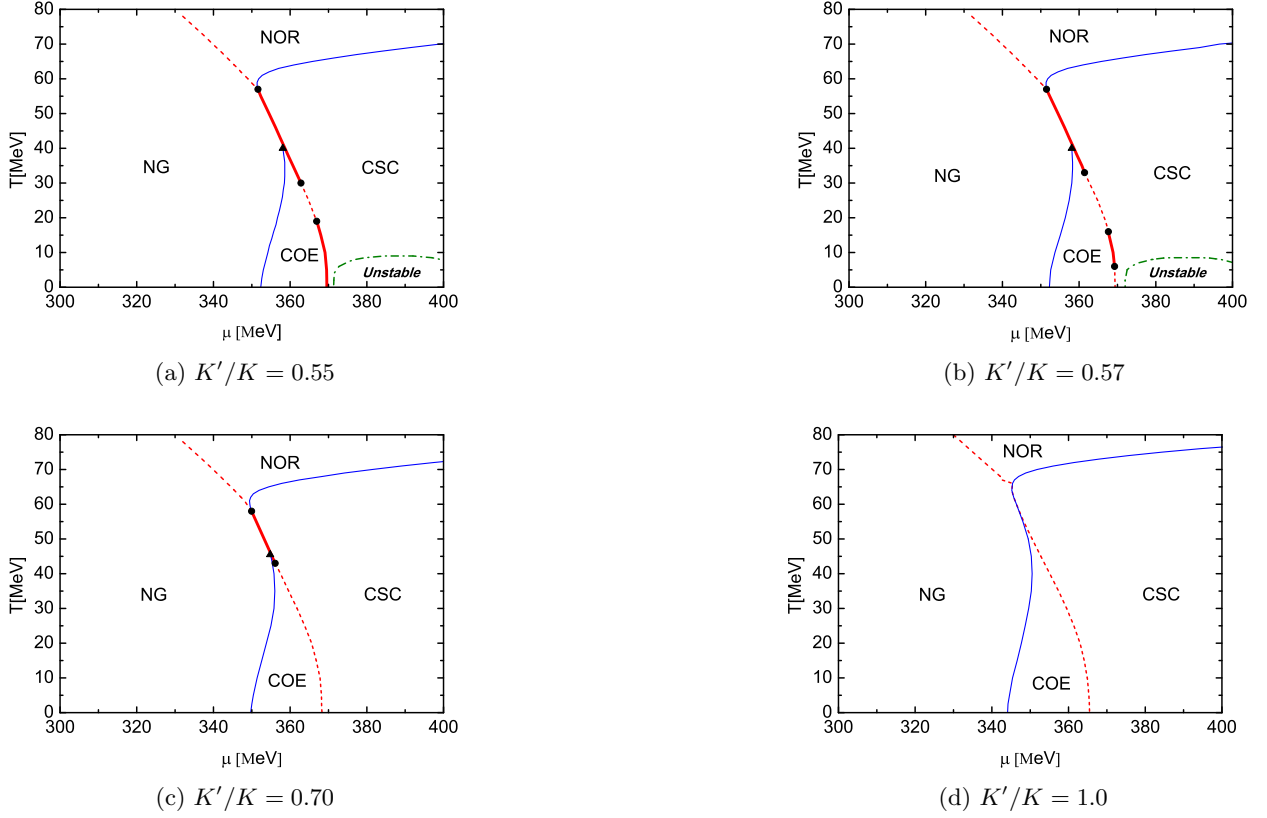 80
70
60
50
40
30
20
10
0
T[MeV]
NOR
NG
CSC
COE
Unstable
300 320 340 360 380 400
μ [MeV]
(a) K′/K = 0.55
80
70
60
50
40
30
20
10
0
T[MeV]
NOR
NG
CSC
COE
Unstable
300 320 340 360 380 400
μ [MeV]
(b) K′/K = 0.57
80
70
60
50
40
30
20
10
0
T[MeV]
NOR
NG
CSC
COE
300 320 340 360 380 400
μ [MeV]
(c) K′/K = 0.70
80
70
60
50
40
30
20
10
0
T[MeV]
NOR
NG
CSC
COE
300 320 340 360 380 400
μ [MeV]
(d) K′/K = 1.0